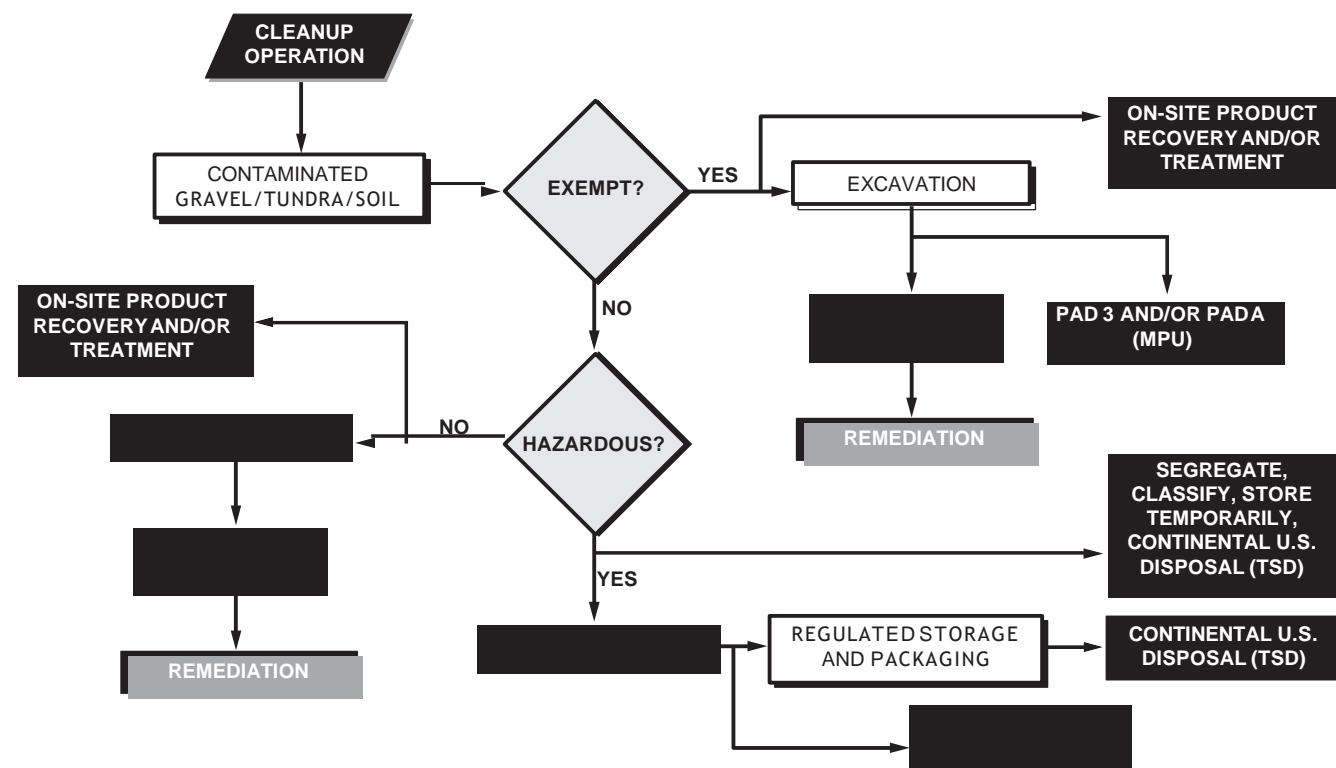 CLEANUP
OPERATION
CONTAMINATED
GRAVEL/TUNDRA/SOIL
EXEMPT?
YES
EXCAVATION
ON-SITE PRODUCT
RECOVERY AND/OR
TREATMENT
NO
PAD 3 AND/OR PAD A
(MPU)
REMEDIATION
ON-SITE PRODUCT
RECOVERY AND/OR
TREATMENT
HAZARDOUS?
NO
REMEDIATION
YES
SEGREGATE,
CLASSIFY, STORE
TEMPORARILY,
CONTINENTAL U.S.
DISPOSAL (TSD)
REGULATED STORAGE
AND PACKAGING
CONTINENTAL U.S.
DISPOSAL (TSD)